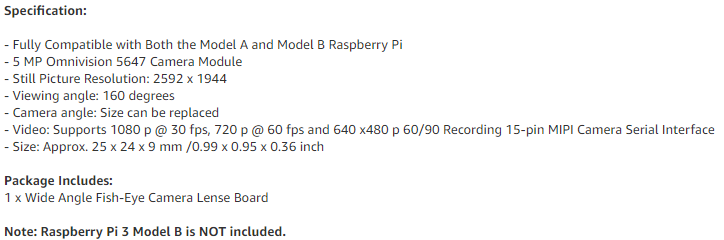 Specification:
- Fully Compatible with Both the Model A and Model B Raspberry Pi
- 5 MP Omnivision 5647 Camera Module
- Still Picture Resolution: 2592 x 1944
- Viewing angle: 160 degrees
- Camera angle: Size can be replaced
- Video: Supports 1080 p @ 30 fps, 720 p @ 60 fps and 640 x480 p 60/90 Recording 15-pin MIPI Camera Serial Interface
- Size: Approx. 25 x 24 x 9 mm /0.99 x 0.95 x 0.36 inch
Package Includes:
1 x Wide Angle Fish-Eye Camera Lense Board
Note: Raspberry Pi 3 Model B is NOT included.